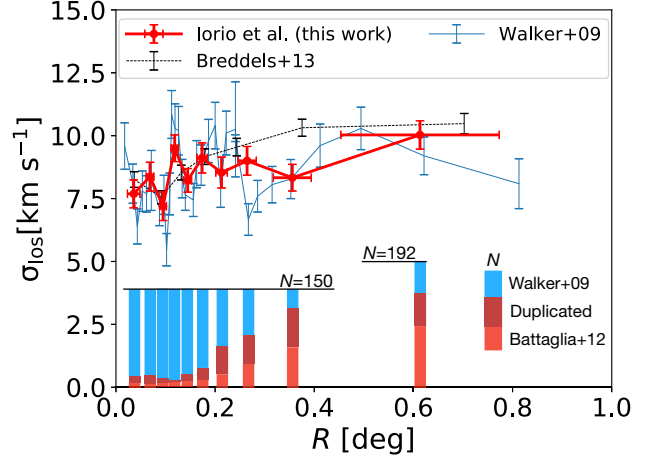 Iorio et al. (this work)
Walker+09
Breddels+13
σlos[km s⁻¹]
15.0
12.5
10.0
7.5
5.0
2.5
0.0
N=150
N=192
N
Walker+09
Duplicated
Battaglia+12
0.0 0.2 0.4 0.6 0.8 1.0
R [deg]